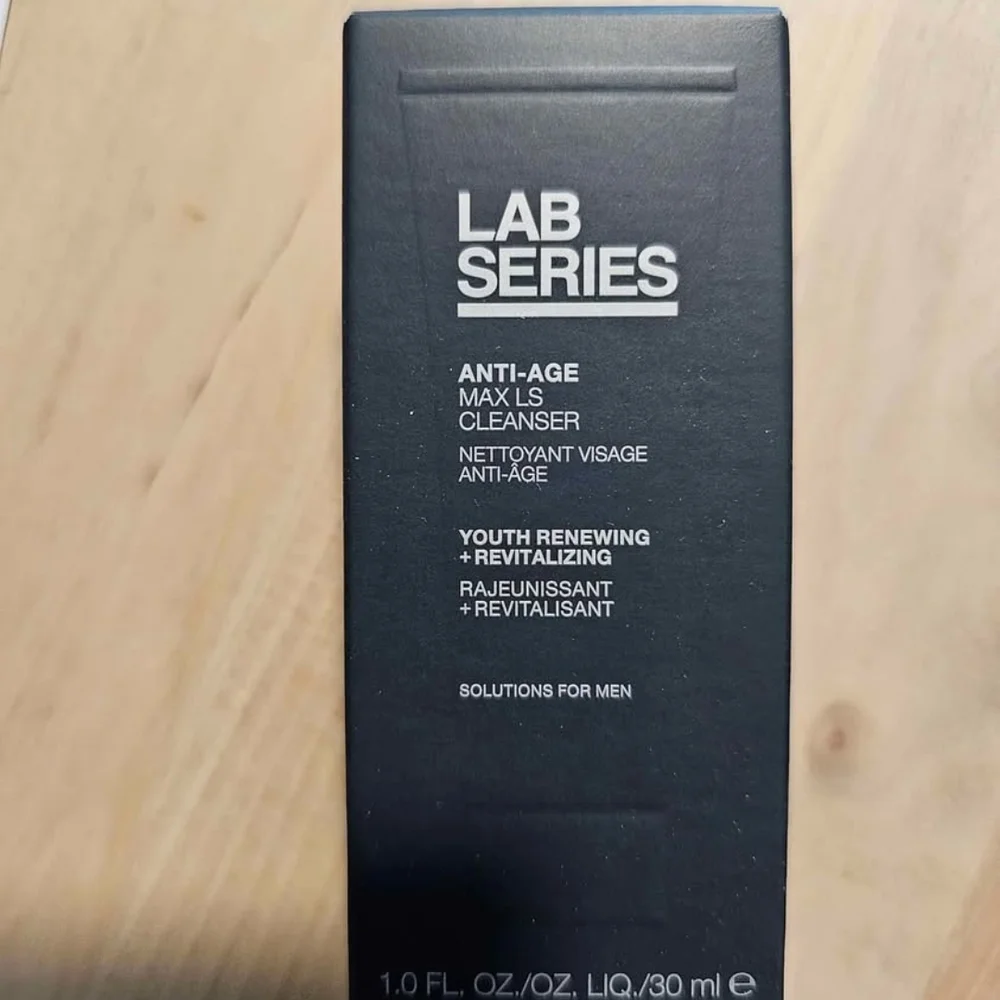 LAB
SERIES
ANTI-AGE
MAX LS
CLEANSER
NETTOYANT VISAGE
ANTI-ÂGE
YOUTH RENEWING
+REVITALIZING
RAJEUNISSANT
+REVITALISANT
SOLUTIONS FOR MEN
1.0 FL. OZ./OZ. LIQ./30 ml ℮